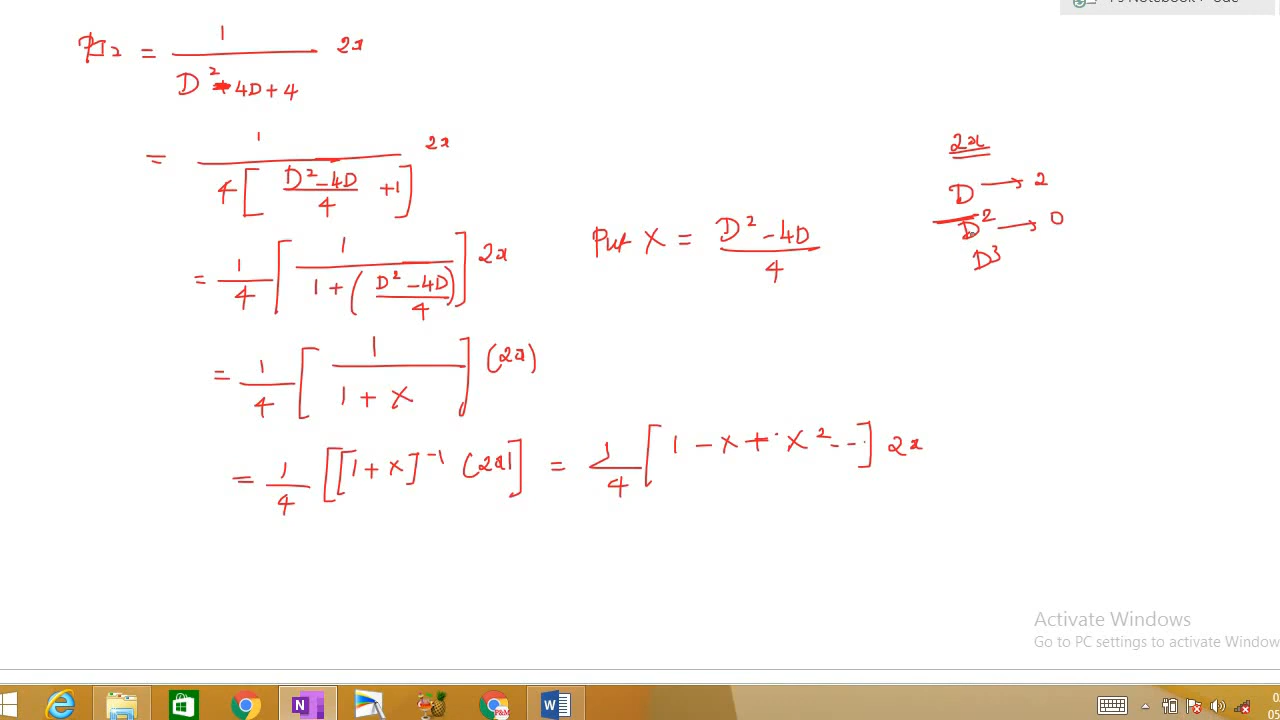 PI₂ = 1 / (D² - 4D + 4) 2x
= 1 / (4[(D² - 4D)/4 + 1]) 2x
= 1/4 [1 / (1 + ((D² - 4D)/4))] 2x
Put X = (D² - 4D)/4
2x
D → 2
D² → 0
D³
= 1/4 [1 / (1 + X)] (2x)
= 1/4 [[1 + X]⁻¹ (2x)] = 1/4 [1 - X + X² - - ·] 2x
Activate Windows
Go to PC settings to activate Window